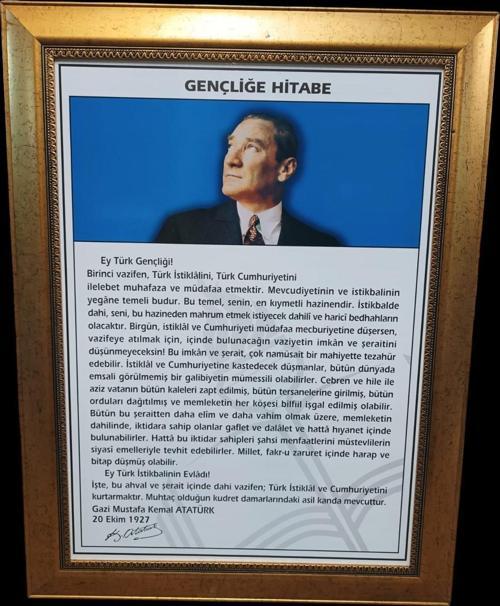 GENÇLİĞE HİTABE
Ey Türk Gençliği!
Birinci vazifen, Türk İstiklâlini, Türk Cumhuriyetini
ilelebet muhafaza ve müdafaa etmektir. Mevcudiyetinin ve istikbalinin
yegâne temeli budur. Bu temel, senin, en kıymetli hazinendir. İstikbalde
dahi, seni, bu hazineden mahrum etmek istiyecek dahilî ve haricî bedhahların
olacaktır. Birgün, istiklâl ve Cumhuriyeti müdafaa mecburiyetine düşersen,
vazifeye atılmak için, içinde bulunacağın vaziyetin imkân ve şeraitini
düşünmeyeceksin! Bu imkân ve şerait, çok namüsait bir mahiyette tezahür
edebilir. İstiklâl ve Cumhuriyetine kastedecek düşmanlar, bütün dünyada
emsali görülmemiş bir galibiyetin mümessili olabilirler. Cebren ve hile ile
aziz vatanın bütün kaleleri zapt edilmiş, bütün tersanelerine girilmiş, bütün
orduları dağıtılmış ve memleketin her köşesi bilfiil işgal edilmiş olabilir.
Bütün bu şeraitten daha elîm ve daha vahim olmak üzere, memleketin
dahilinde, iktidara sahip olanlar gaflet ve dalâlet ve hattâ hıyanet içinde
bulunabilirler. Hattâ bu iktidar sahipleri şahsi menfaatlerini müstevlilerin
siyasi emelleriyle tevhit edebilirler. Millet, fakr-u zaruret içinde harap ve
bitap düşmüş olabilir.
Ey Türk İstikbalinin Evlâdı!
İşte, bu ahval ve şerait içinde dahi vazifen; Türk İstiklâl ve Cumhuriyetini
kurtarmaktır. Muhtaç olduğun kudret damarlarındaki asil kanda mevcuttur.
Gazi Mustafa Kemal ATATÜRK
20 Ekim 1927